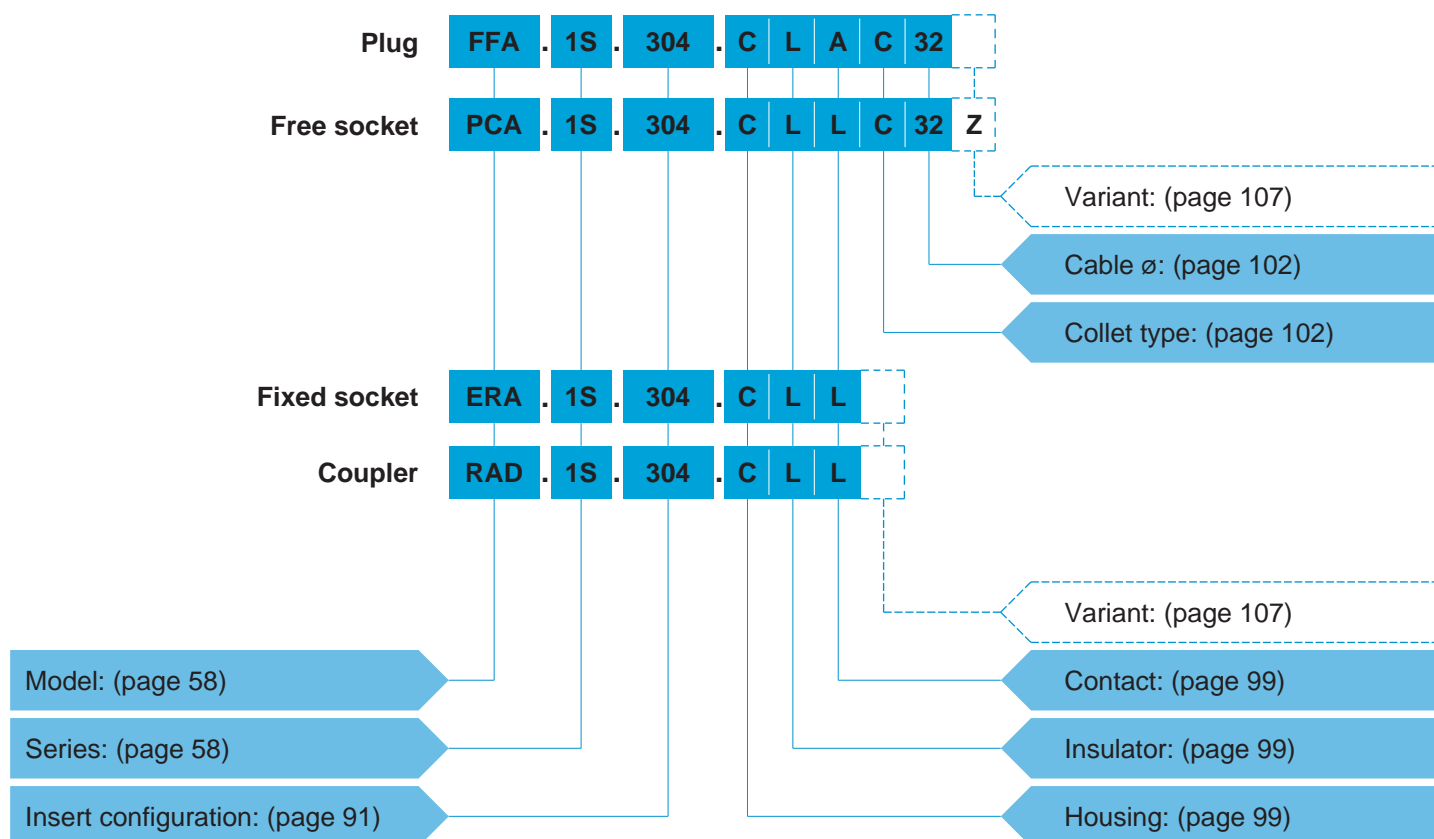 Plug FFA . 1S . 304 . C L A C 32
Free socket PCA . 1S . 304 . C L L C 32 Z
Variant: (page 107)
Cable ø: (page 102)
Collet type: (page 102)
Fixed socket ERA . 1S . 304 . C L L
Coupler RAD . 1S . 304 . C L L
Variant: (page 107)
Model: (page 58) Contact: (page 99)
Series: (page 58) Insulator: (page 99)
Insert configuration: (page 91) Housing: (page 99)